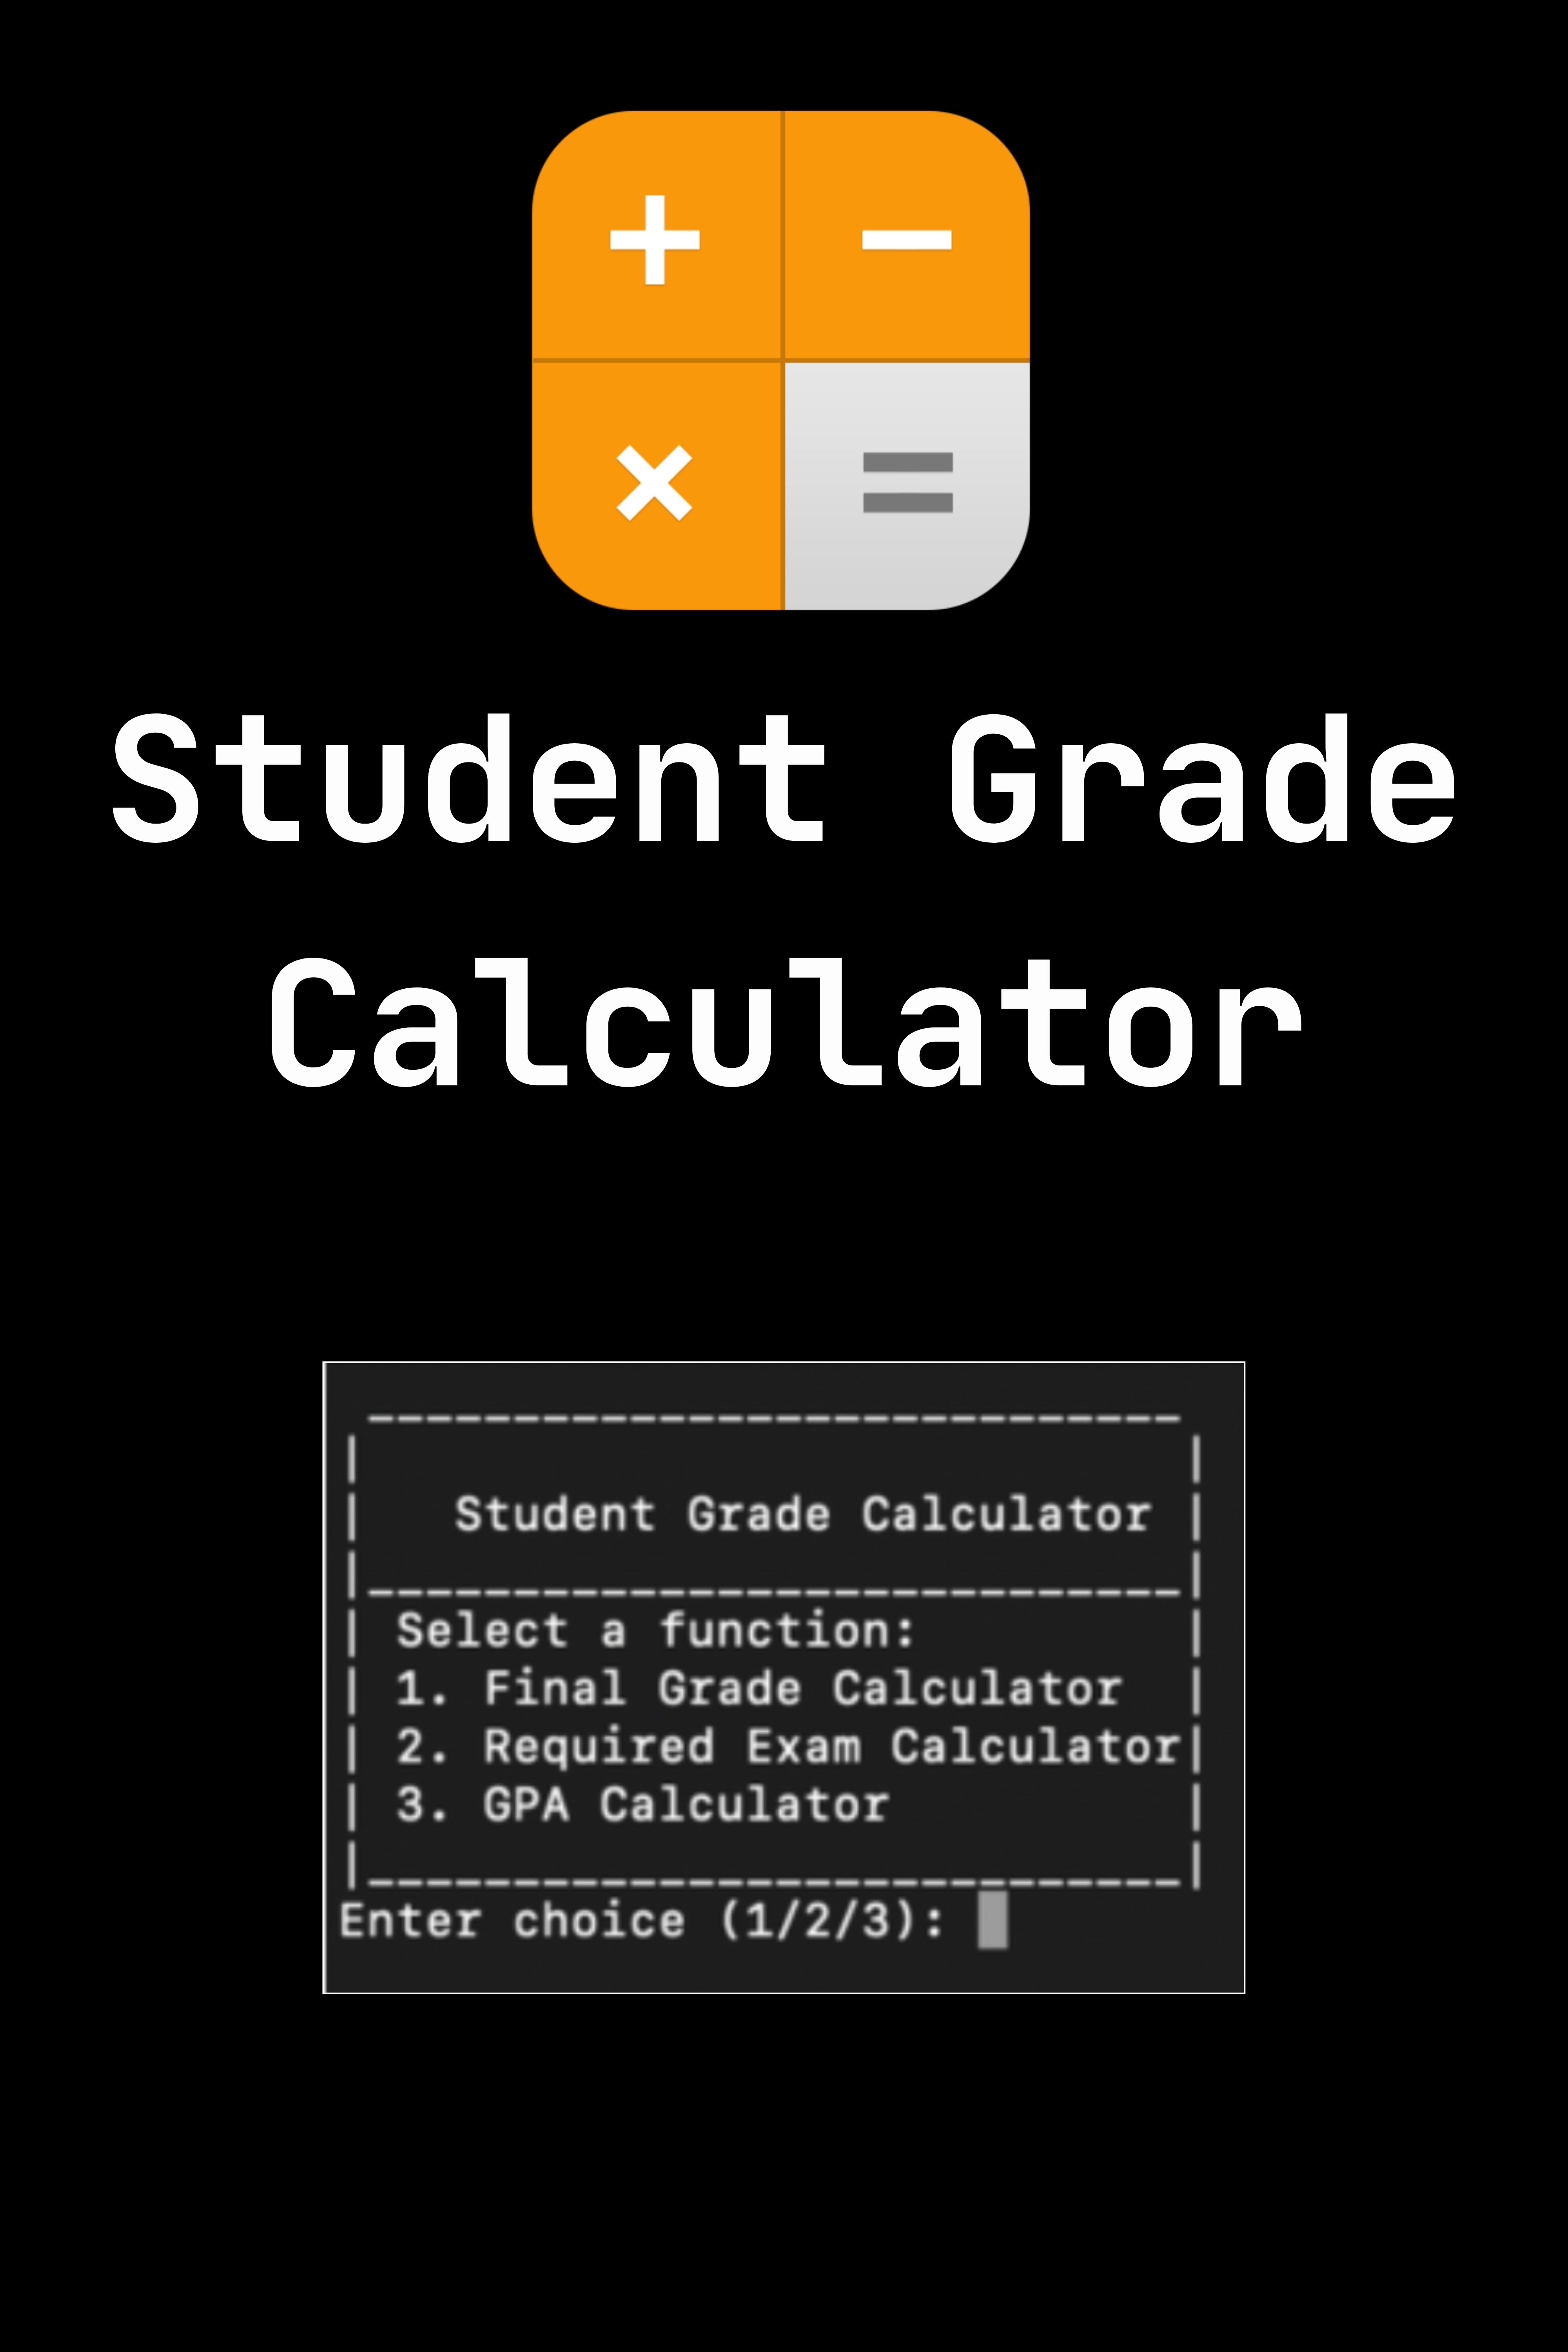 + −
× =
Student Grade
Calculator
Student Grade Calculator
Select a function:
1. Final Grade Calculator
2. Required Exam Calculator
3. GPA Calculator
Enter choice (1/2/3):